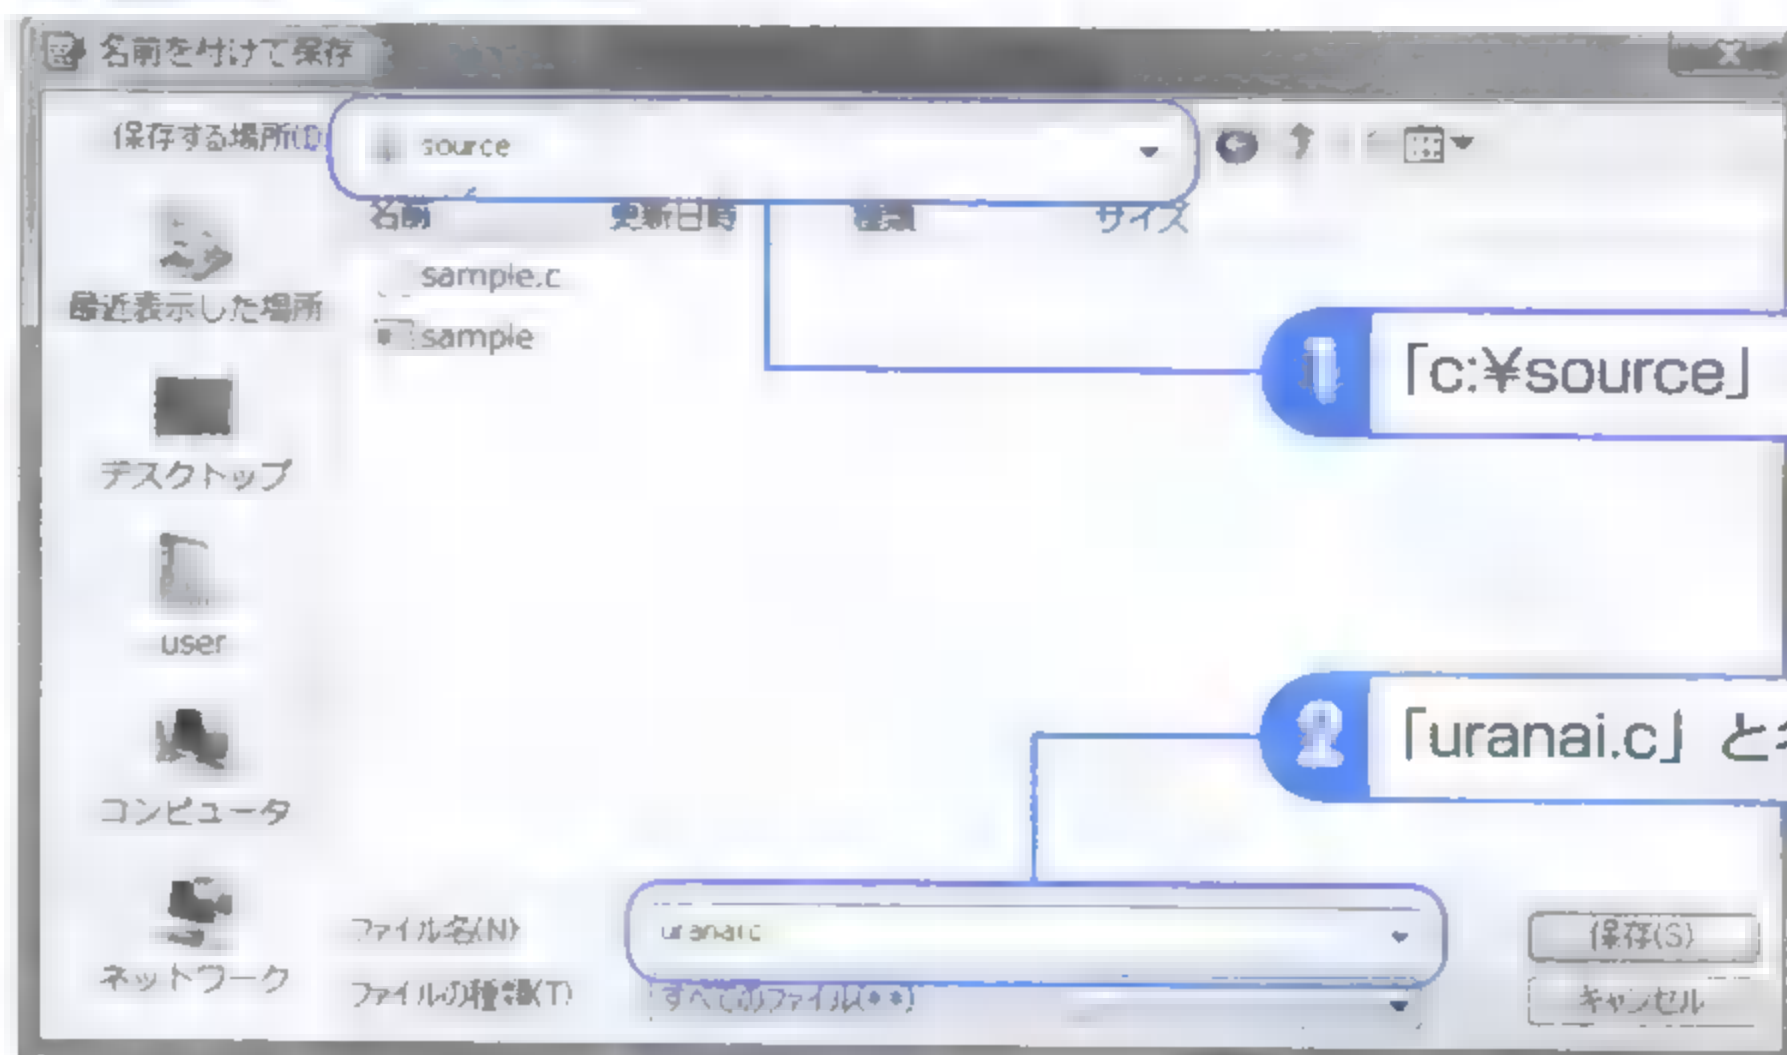 名前を付けて保存
保存する場所(I)
source
名前 更新日時 種類 サイズ
sample.c
sample
最近表示した場所
デスクトップ
user
コンピュータ
ネットワーク
1 「c:¥source」
2 「uranai.c」と
ファイル名(N)
uranai.c
保存(S)
ファイルの種類(T)
すべてのファイル(*.*)
キャンセル